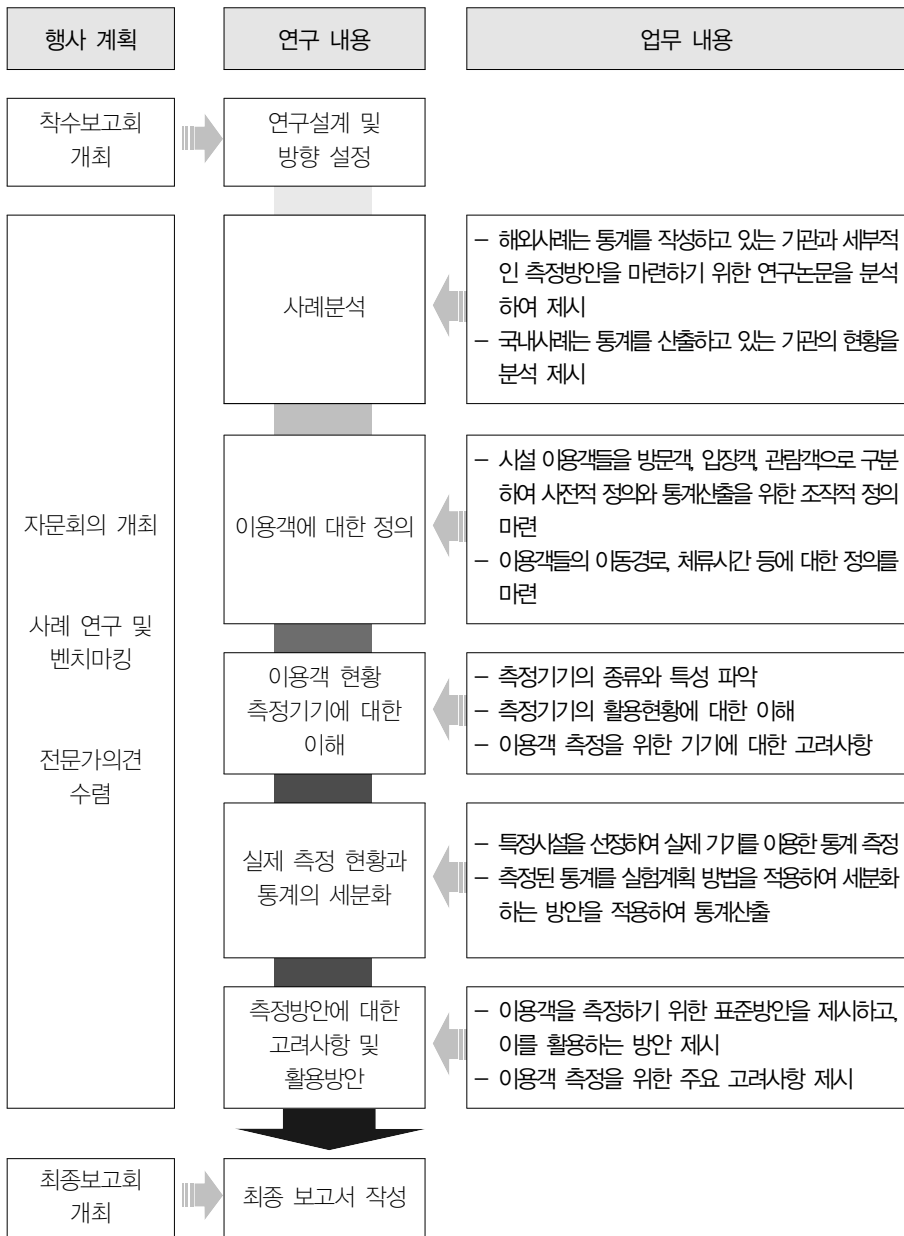 행사 계획
연구 내용
업무 내용
착수보고회
개최
연구설계 및
방향 설정
자문회의 개최
사례 연구 및
벤치마킹
전문가의견
수렴
사례분석
– 해외사례는 통계를 작성하고 있는 기관과 세부적
인 측정방안을 마련하기 위한 연구논문을 분석
하여 제시
– 국내사례는 통계를 산출하고 있는 기관의 현황을
분석 제시
이용객에 대한 정의
– 시설 이용객들을 방문객, 입장객, 관람객으로 구분
하여 사전적 정의와 통계산출을 위한 조작적 정의
마련
– 이용객들의 이동경로, 체류시간 등에 대한 정의를
마련
이용객 현황
측정기기에 대한
이해
– 측정기기의 종류와 특성 파악
– 측정기기의 활용현황에 대한 이해
– 이용객 측정을 위한 기기에 대한 고려사항
실제 측정 현황과
통계의 세분화
– 특정시설을 선정하여 실제 기기를 이용한 통계 측정
– 측정된 통계를 실험계획 방법을 적용하여 세분화
하는 방안을 적용하여 통계산출
측정방안에 대한
고려사항 및
활용방안
– 이용객을 측정하기 위한 표준방안을 제시하고,
이를 활용하는 방안 제시
– 이용객 측정을 위한 주요 고려사항 제시
최종보고회
개최
최종 보고서 작성